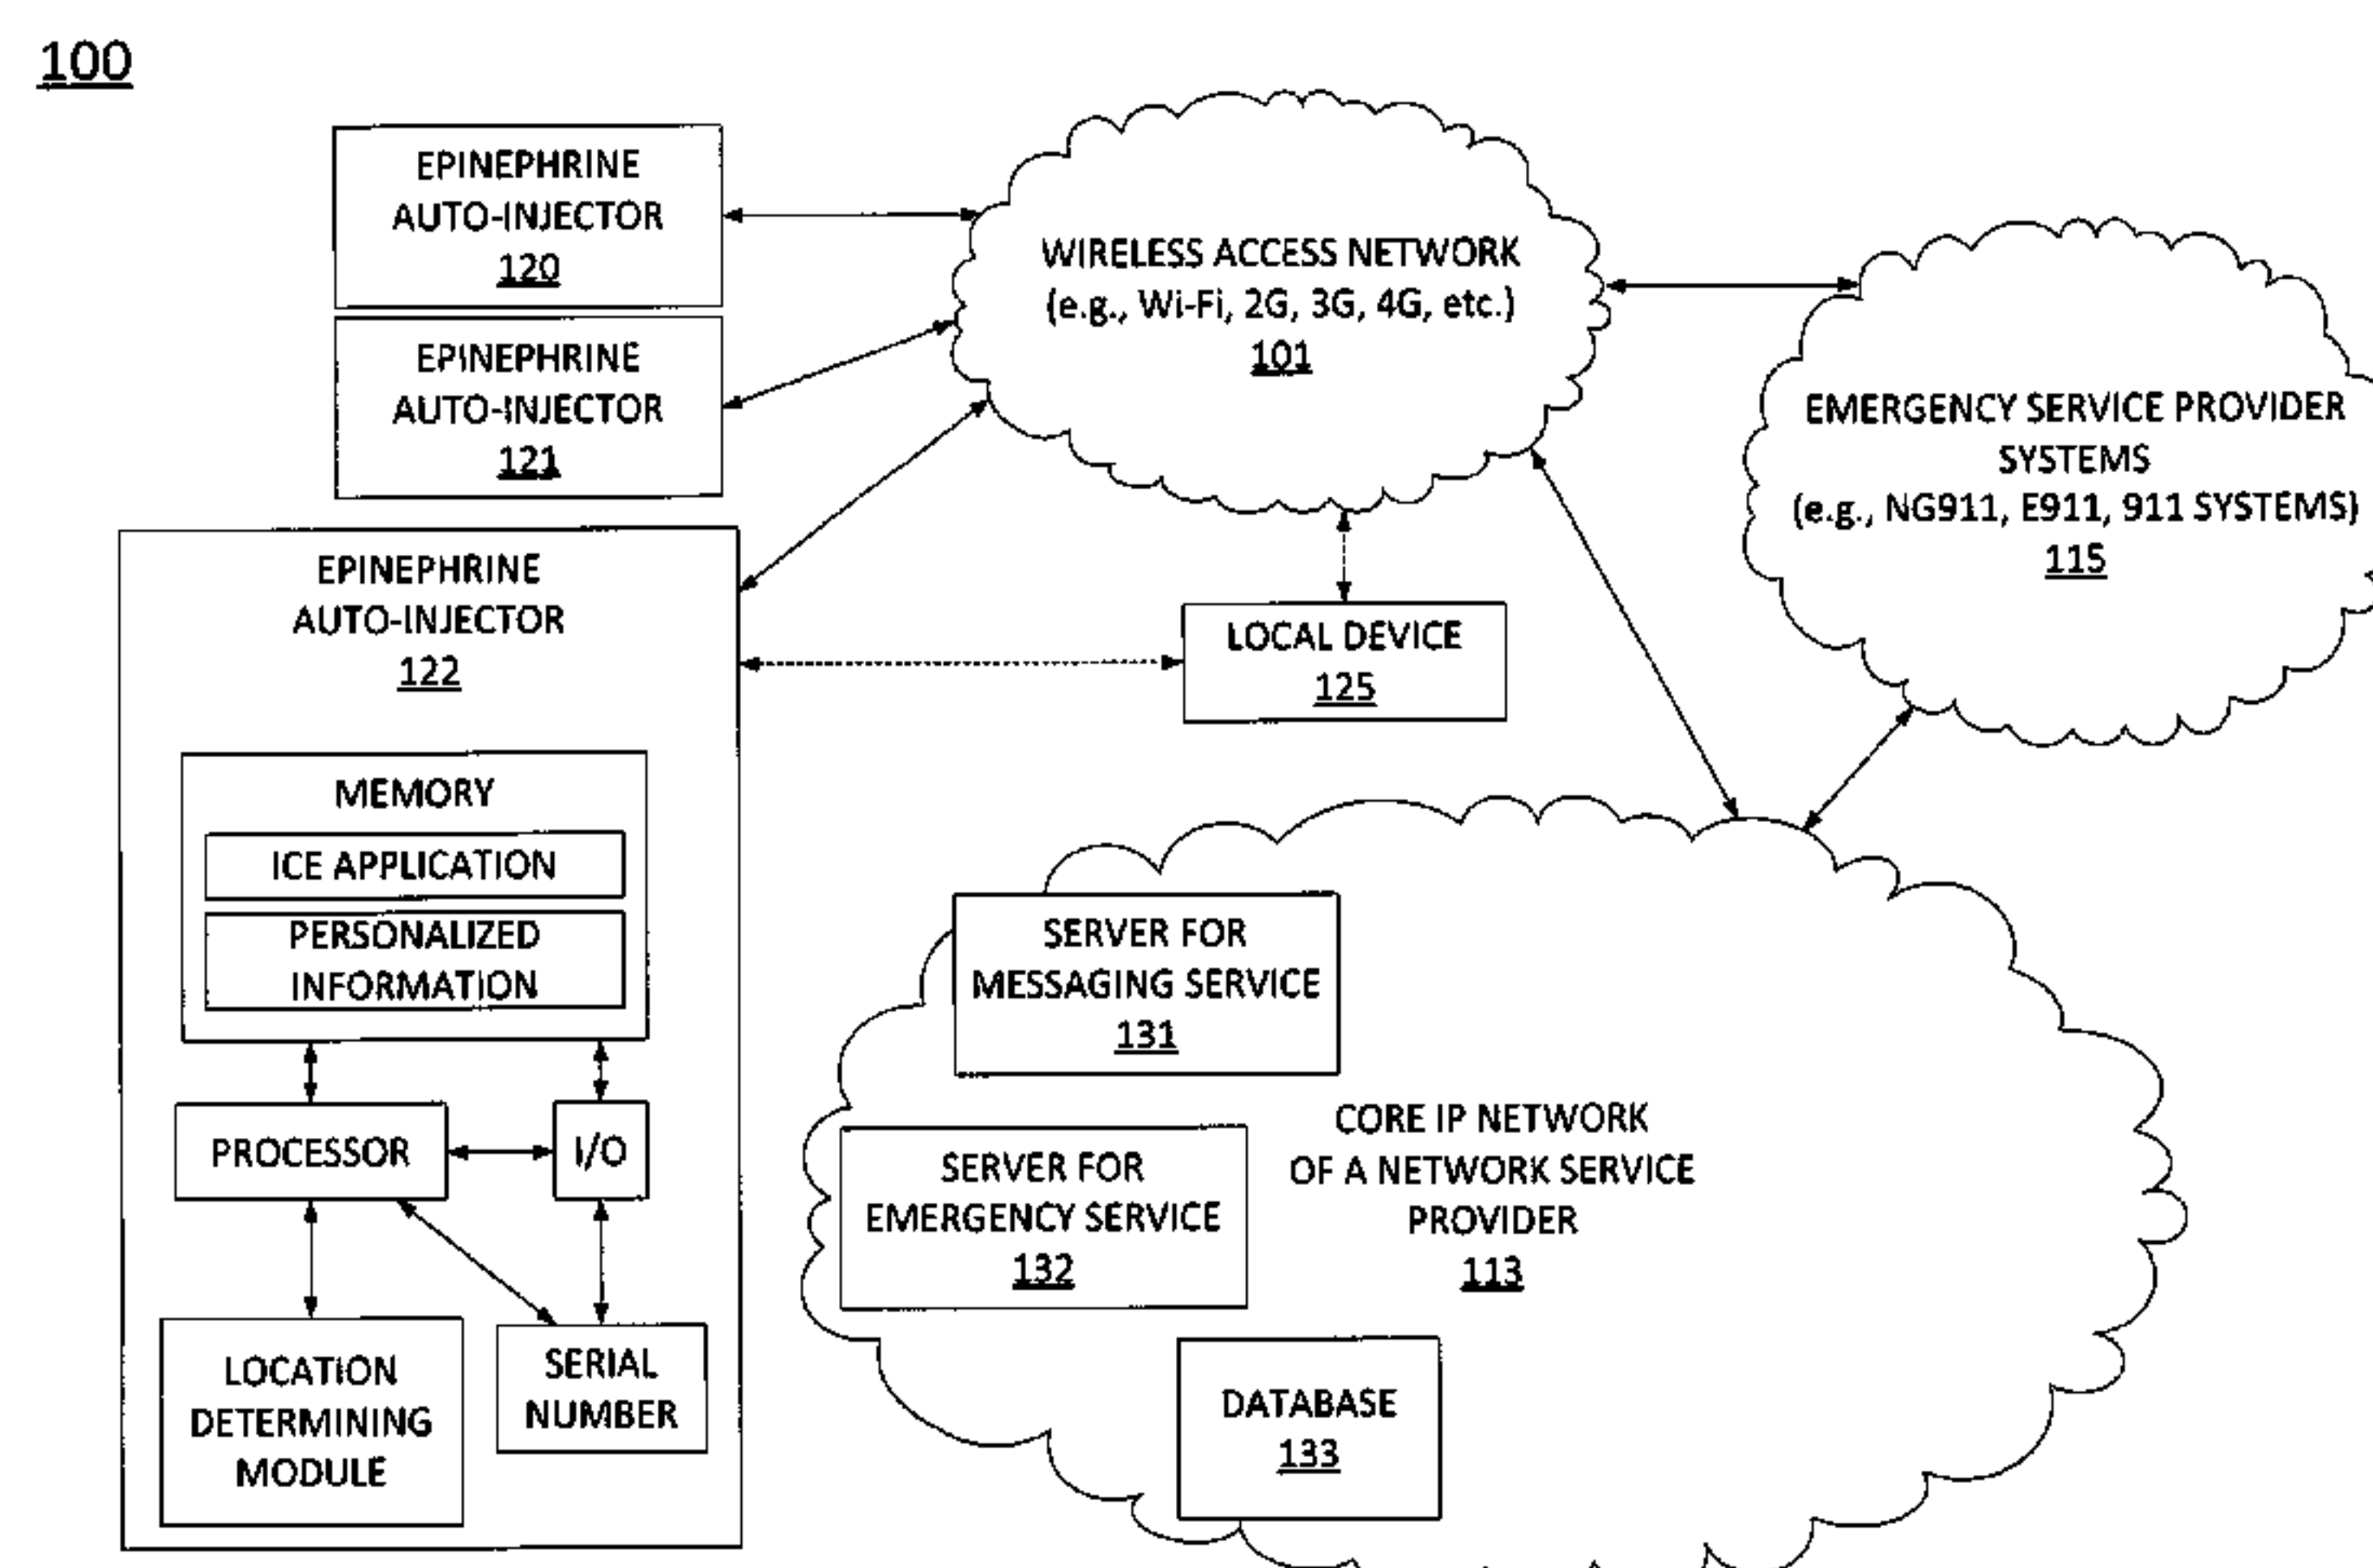 100
EPINEPHRINE
AUTO-INJECTOR
120
EPINEPHRINE
AUTO-INJECTOR
121
WIRELESS ACCESS NETWORK
(e.g., Wi-Fi, 2G, 3G, 4G, etc.)
101
EMERGENCY SERVICE PROVIDER
SYSTEMS
(e.g., NG911, E911, 911 SYSTEMS)
115
EPINEPHRINE
AUTO-INJECTOR
122
LOCAL DEVICE
125
MEMORY
ICE APPLICATION
PERSONALIZED
INFORMATION
PROCESSOR
I/O
LOCATION
DETERMINING
MODULE
SERIAL
NUMBER
SERVER FOR
MESSAGING SERVICE
131
SERVER FOR
EMERGENCY SERVICE
132
CORE IP NETWORK
OF A NETWORK SERVICE
PROVIDER
113
DATABASE
133